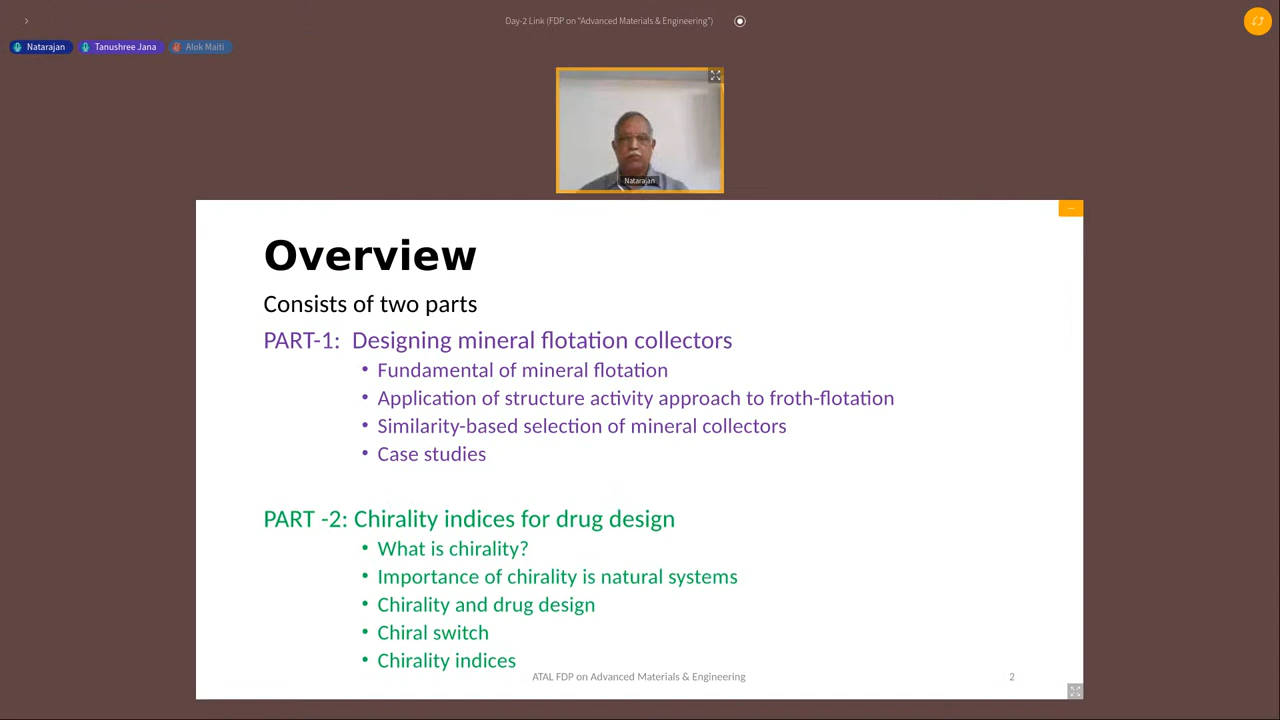 Day-2 Link (FDP on "Advanced Materials & Engineering")
Natarajan
Tanushree Jana
Alok Maiti
Natarajan
Overview
Consists of two parts
PART-1: Designing mineral flotation collectors
• Fundamental of mineral flotation
• Application of structure activity approach to froth-flotation
• Similarity-based selection of mineral collectors
• Case studies
PART -2: Chirality indices for drug design
• What is chirality?
• Importance of chirality is natural systems
• Chirality and drug design
• Chiral switch
• Chirality indices
ATAL FDP on Advanced Materials & Engineering
2